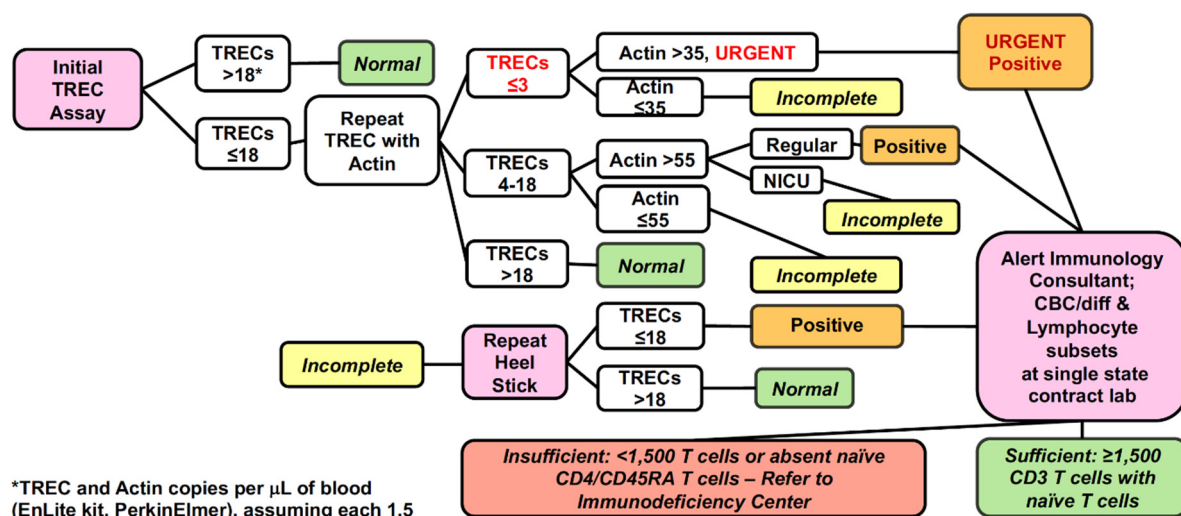 Initial
TREC
Assay
TRECs
>18*
Normal
TRECs
≤18
Repeat
TREC with
Actin
TRECs
≤3
Actin >35, URGENT
URGENT
Positive
Actin
≤35
Incomplete
TRECs
4-18
Actin >55
Regular
Positive
NICU
Incomplete
Actin
≤55
Incomplete
TRECs
>18
Normal
Alert Immunology
Consultant;
CBC/diff &
Lymphocyte
subsets
at single state
contract lab
Incomplete
Repeat
Heel
Stick
TRECs
≤18
Positive
TRECs
>18
Normal
Insufficient: <1,500 T cells or absent naïve
CD4/CD45RA T cells – Refer to
Immunodeficiency Center
Sufficient: ≥1,500
CD3 T cells with
naïve T cells
*TREC and Actin copies per μL of blood
(EnLite kit, PerkinElmer), assuming each 1.5